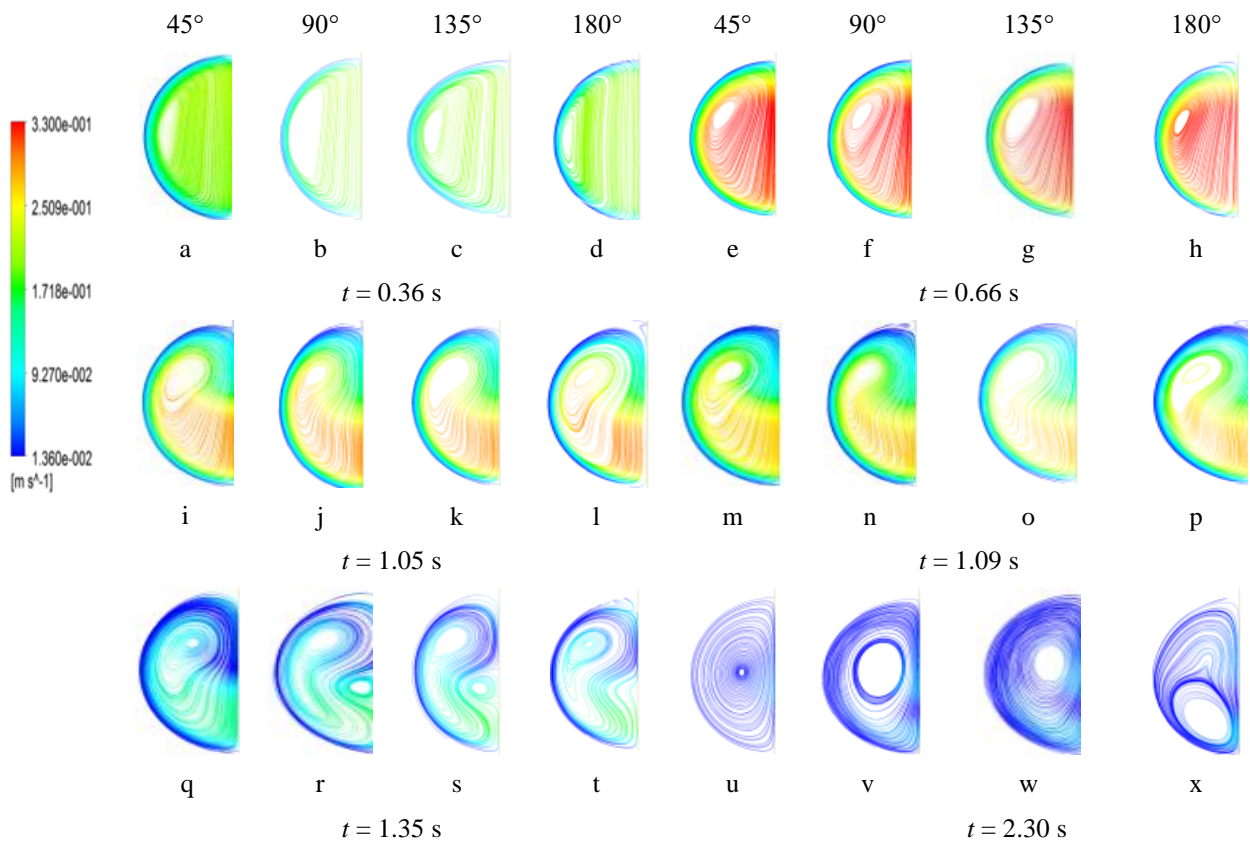 45° 90° 135° 180° 45° 90° 135° 180°
3.300e-001
2.509e-001
1.718e-001
9.270e-002
1.360e-002
[m s^-1]
a b c d e f g h
t = 0.36 s t = 0.66 s
i j k l m n o p
t = 1.05 s t = 1.09 s
q r s t u v w x
t = 1.35 s t = 2.30 s